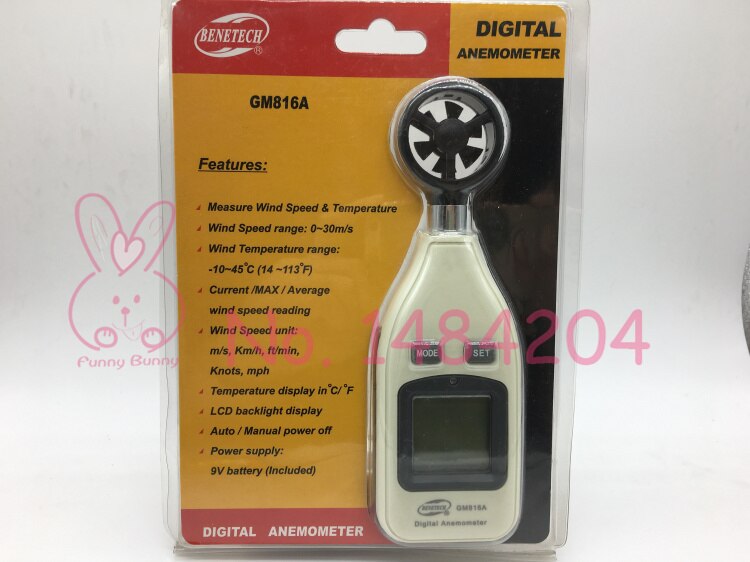 BENETECH
®
DIGITAL
ANEMOMETER
GM816A
Features:
Measure Wind Speed & Temperature
Wind Speed range: 0~30m/s
Wind Temperature range:
-10~45°C (14 ~113°F)
Current /MAX / Average
wind speed reading
Wind Speed unit:
m/s, Km/h, ft/min,
Knots, mph
Temperature display in°C/°F
LCD backlight display
Auto / Manual power off
Power supply:
9V battery (Included)
DIGITAL ANEMOMETER
MODE
SET
BENETECH
GM816A
Digital Anemometer
Funny Bunny
No. 1484204